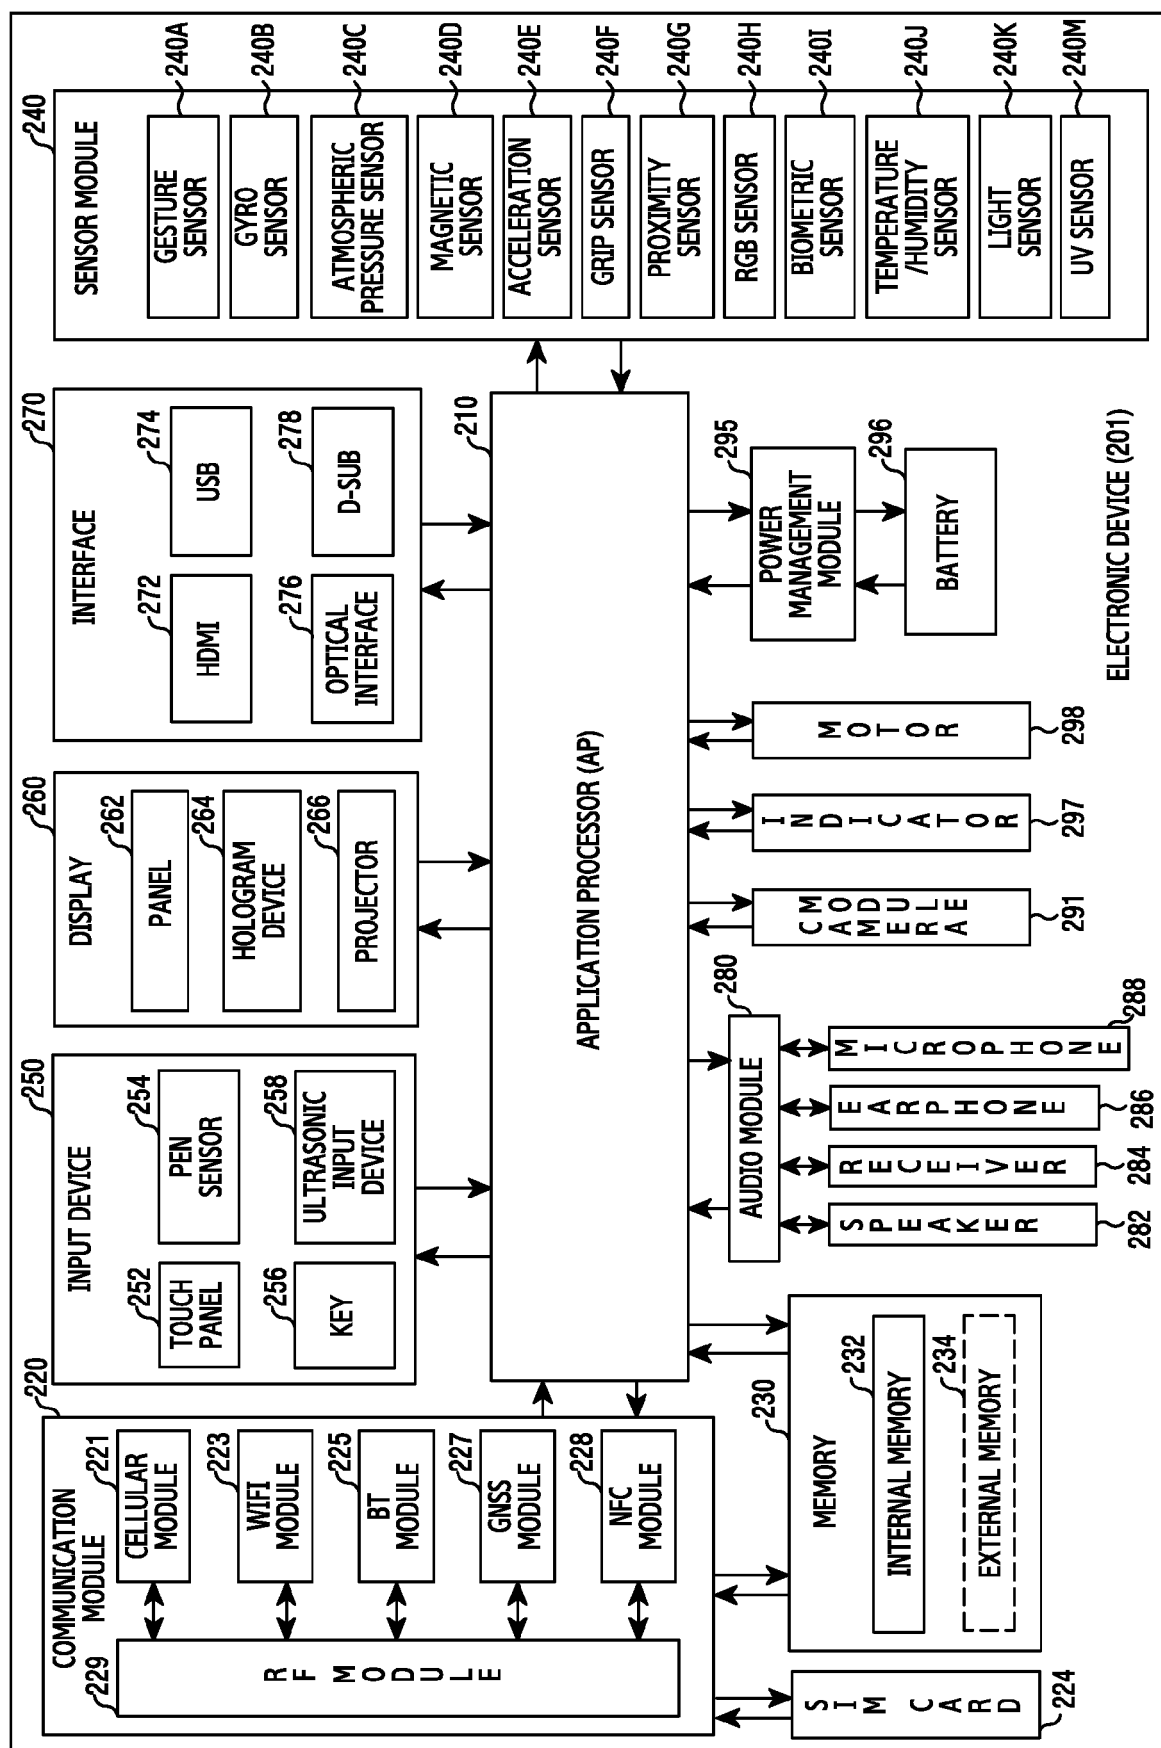 COMMUNICATION
MODULE
220
221
CELLULAR
MODULE
223
WIFI
MODULE
225
BT
MODULE
227
GNSS
MODULE
228
NFC
MODULE
229
RF MODULE
SIM CARD
224
INPUT DEVICE
250
252
TOUCH
PANEL
254
PEN
SENSOR
256
KEY
258
ULTRASONIC
INPUT
DEVICE
DISPLAY
260
262
PANEL
264
HOLOGRAM
DEVICE
266
PROJECTOR
INTERFACE
270
272
HDMI
274
USB
276
OPTICAL
INTERFACE
278
D-SUB
SENSOR MODULE
240
GESTURE
SENSOR
240A
GYRO
SENSOR
240B
ATMOSPHERIC
PRESSURE SENSOR
240C
MAGNETIC
SENSOR
240D
ACCELERATION
SENSOR
240E
GRIP SENSOR
240F
PROXIMITY
SENSOR
240G
RGB SENSOR
240H
BIOMETRIC
SENSOR
240I
TEMPERATURE
/HUMIDITY
SENSOR
240J
LIGHT
SENSOR
240K
UV SENSOR
240M
APPLICATION PROCESSOR (AP)
210
MEMORY
230
232
INTERNAL MEMORY
234
EXTERNAL MEMORY
280
AUDIO MODULE
SPEAKER
282
RECEIVER
284
EARPHONE
286
MICROPHONE
288
CAMERA
MODULE
291
INDICATOR
297
MOTOR
298
295
POWER
MANAGEMENT
MODULE
296
BATTERY
ELECTRONIC DEVICE (201)